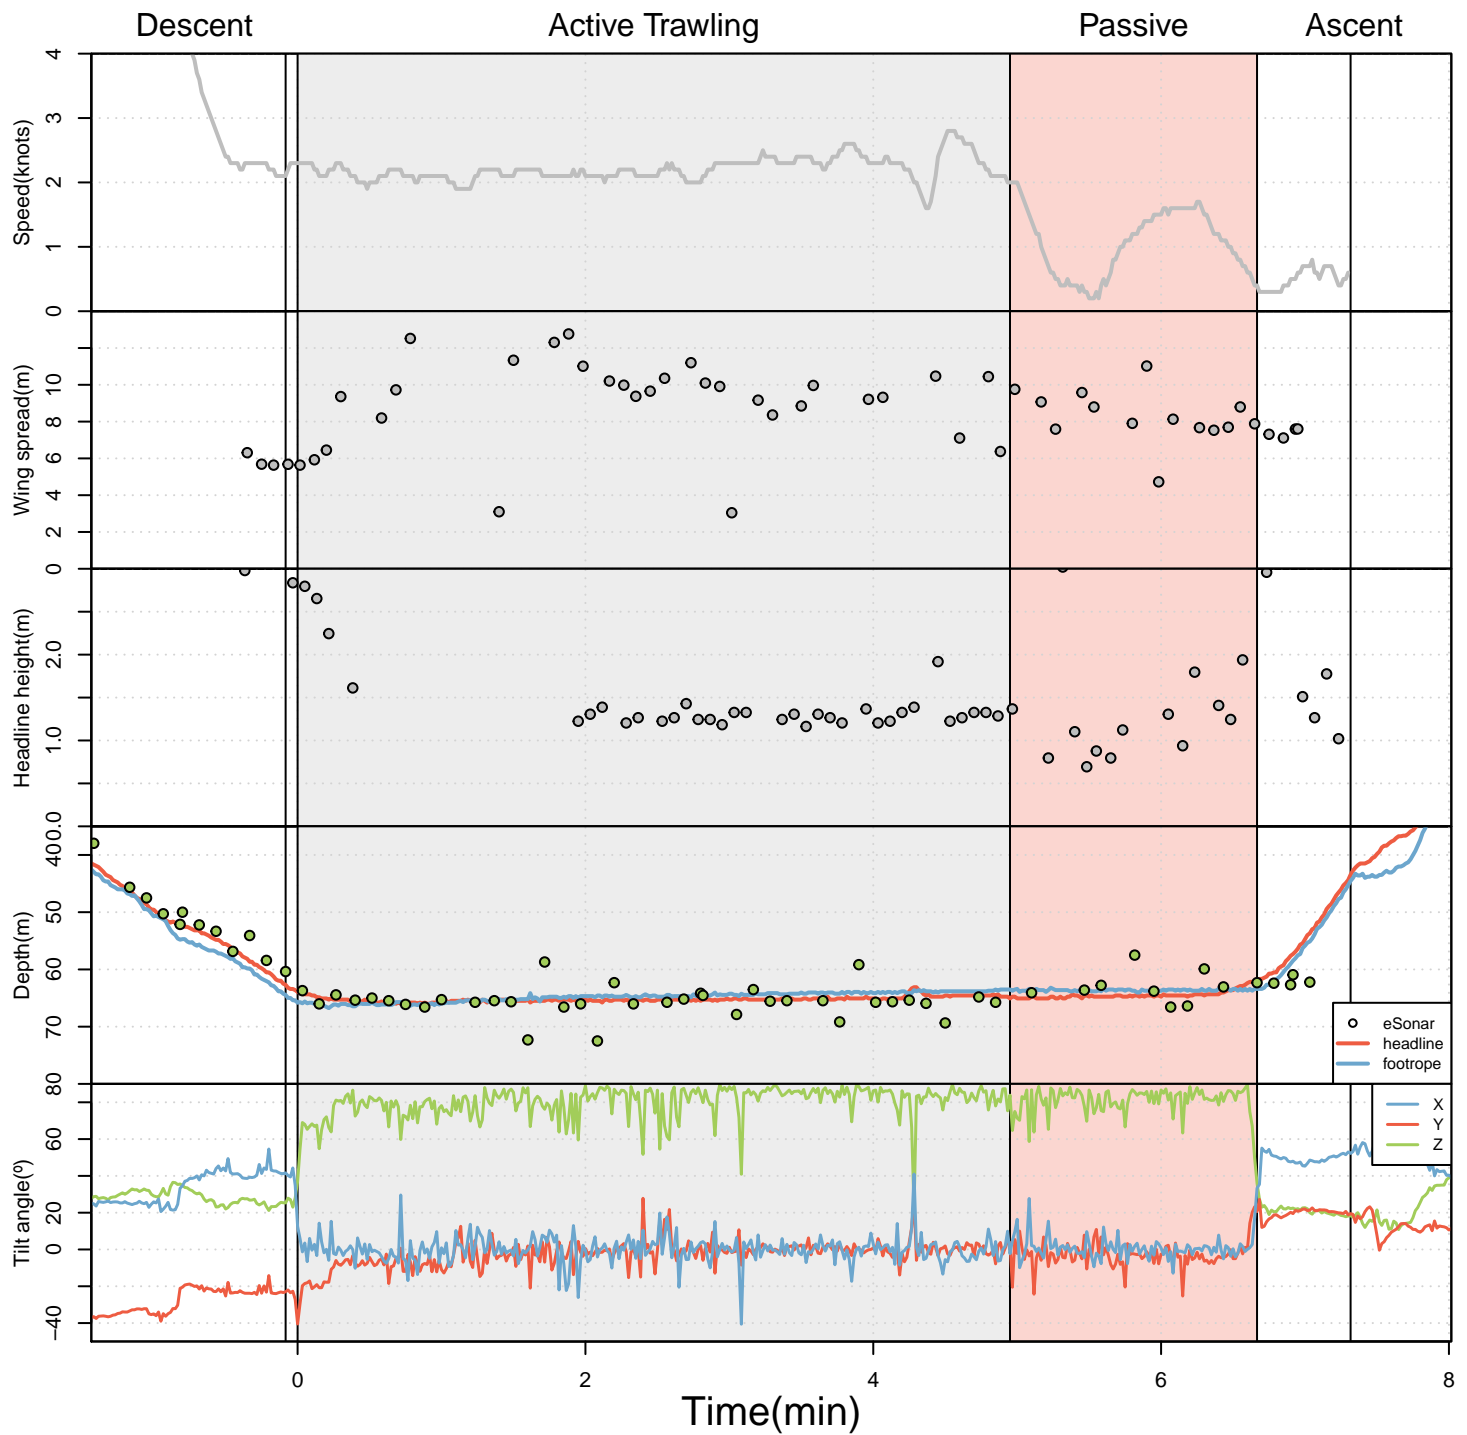 Descent Active Trawling Passive Ascent
Speed(knots)
4
3
2
1
0
Wing spread(m)
10
8
6
4
2
0
Headline height(m)
2.0
1.0
0.0
Depth(m)
40
50
60
70
80
eSonar
headline
footrope
Tilt angle(º)
60
20
0
−40
X
Y
Z
0 2 4 6 8
Time(min)